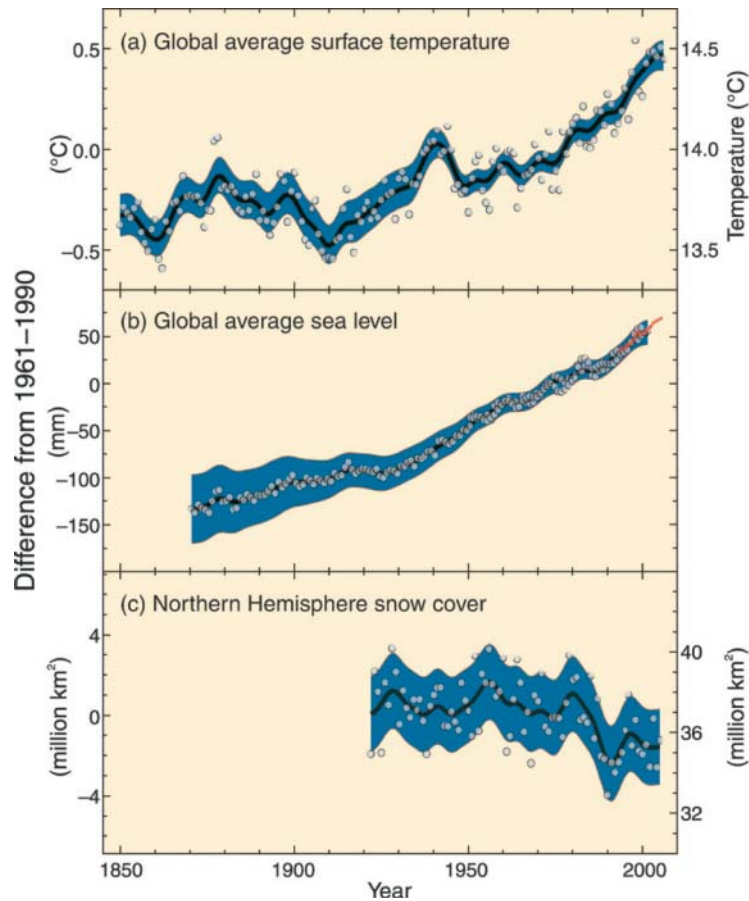 (a) Global average surface temperature
0.5
0.0
−0.5
(°C)
14.5
14.0
13.5
Temperature (°C)
Difference from 1961–1990
(b) Global average sea level
50
0
−50
−100
−150
(mm)
(c) Northern Hemisphere snow cover
4
0
−4
(million km²)
40
36
32
(million km²)
1850
1900
1950
2000
Year